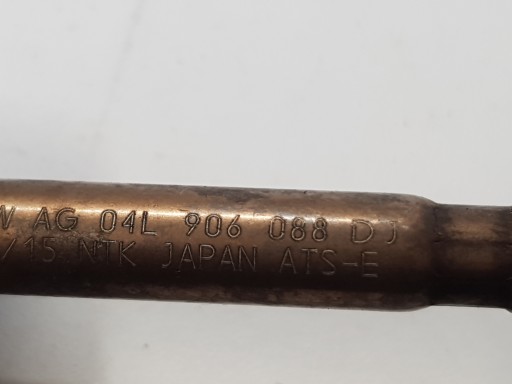 W AG 04L 906 088 DJ
/15 NTK JAPAN ATS-E